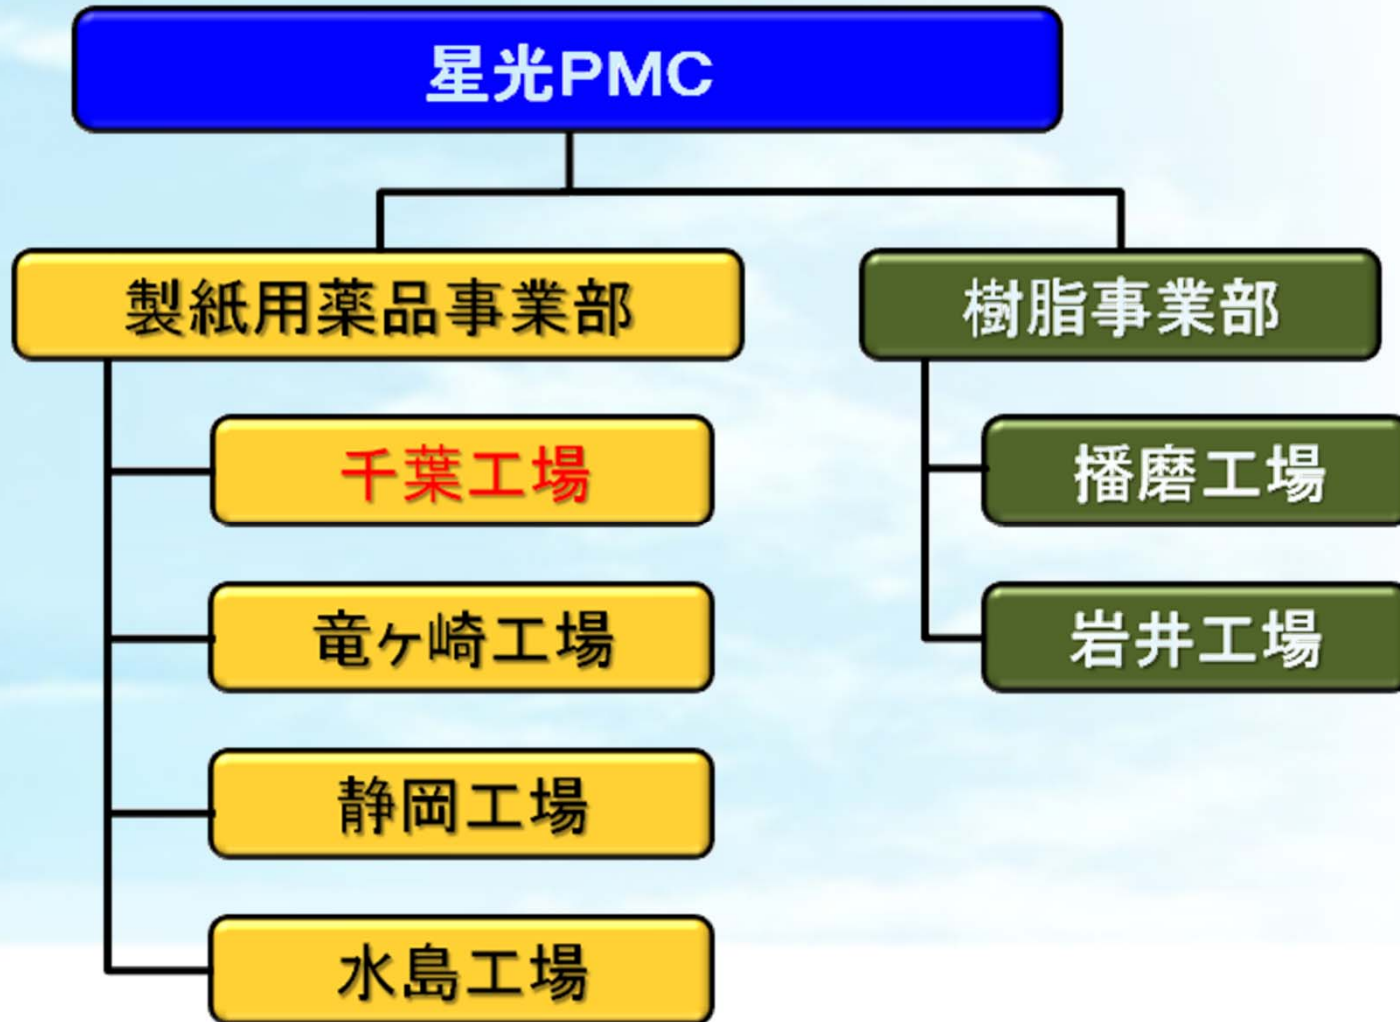 星光PMC
製紙用薬品事業部
樹脂事業部
千葉工場
播磨工場
竜ヶ崎工場
岩井工場
静岡工場
水島工場